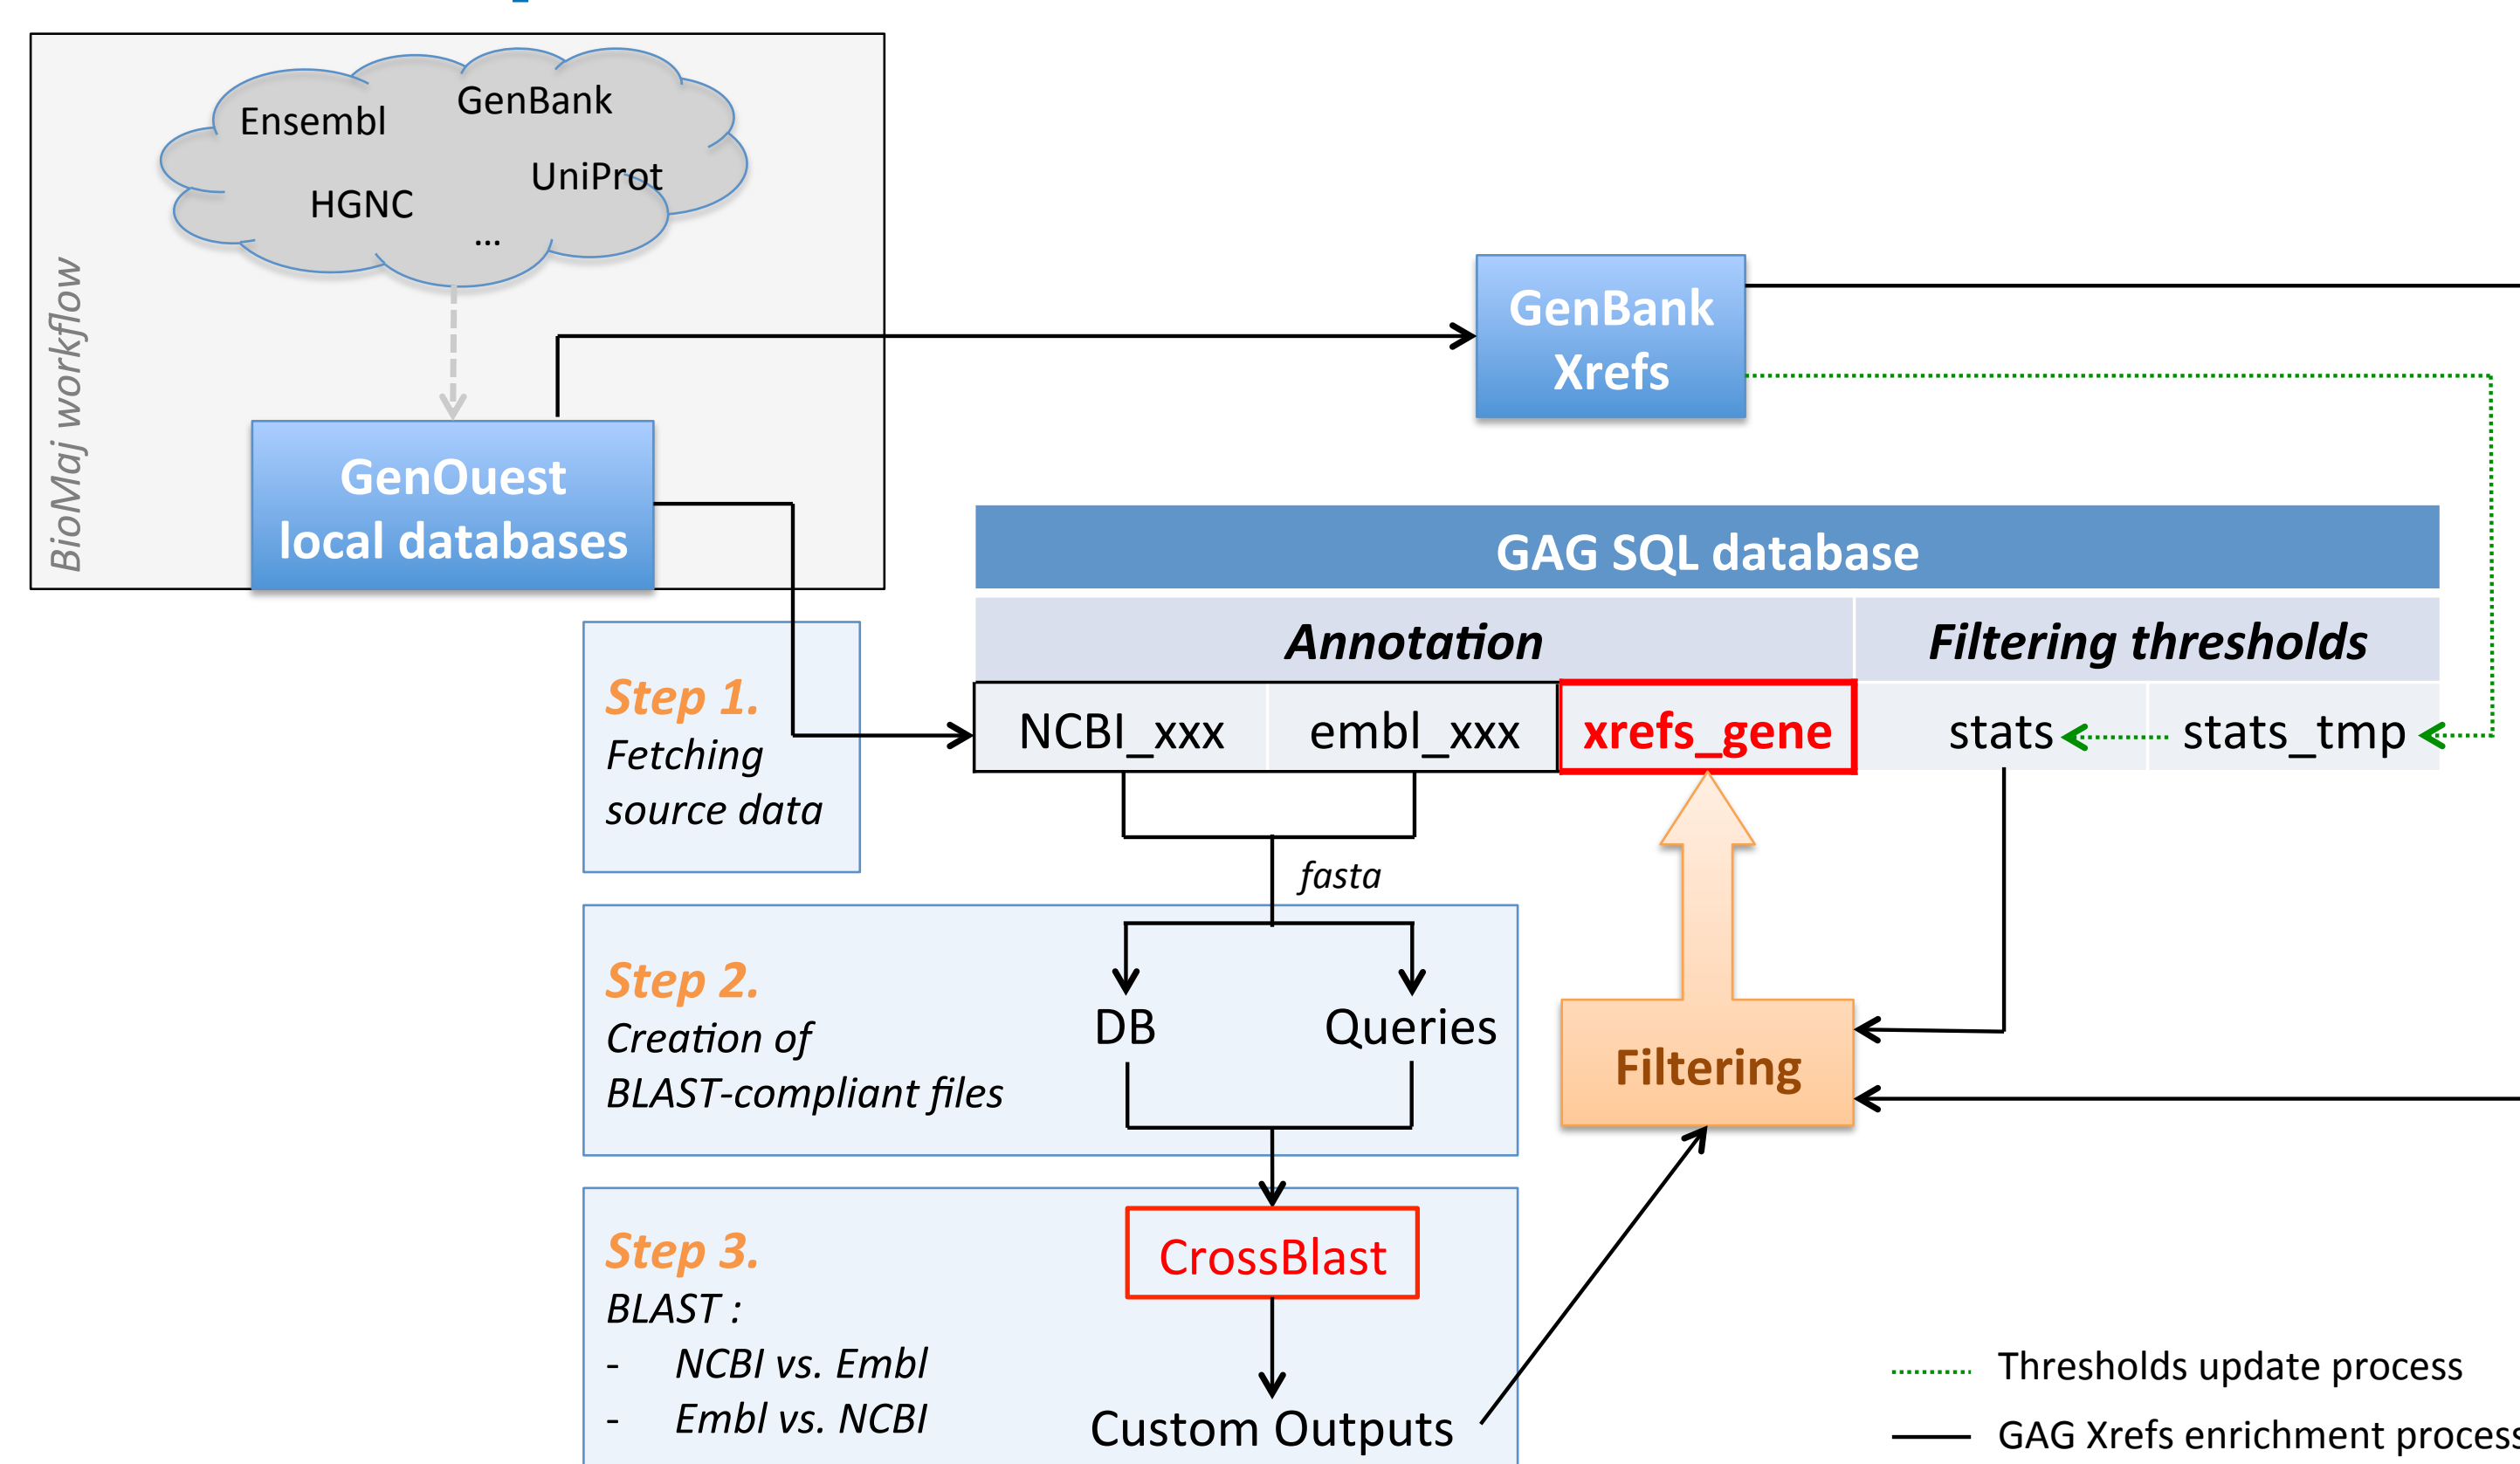 Ensembl
GenBank
UniProt
HGNC
...
BioMaj workflow
GenOuest
local databases
GenBank
Xrefs
GAG SQL database
Annotation
Filtering thresholds
NCBI_xxx
embl_xxx
xrefs_gene
stats
stats_tmp
Step 1.
Fetching
source data
fasta
Step 2.
Creation of
BLAST-compliant files
DB
Queries
Filtering
Step 3.
BLAST :
- NCBI vs. Embl
- Embl vs. NCBI
CrossBlast
Custom Outputs
Thresholds update process
GAG Xrefs enrichment process